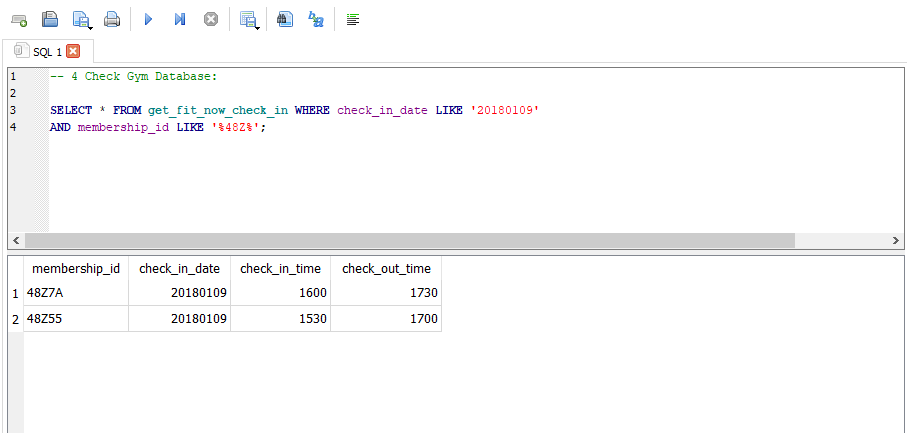 SQL 1
1 -- 4 Check Gym Database:
2
3 SELECT * FROM get_fit_now_check_in WHERE check_in_date LIKE '20180109'
4 AND membership_id LIKE '%48Z%';
membership_id check_in_date check_in_time check_out_time
1 48Z7A 20180109 1600 1730
2 48Z55 20180109 1530 1700